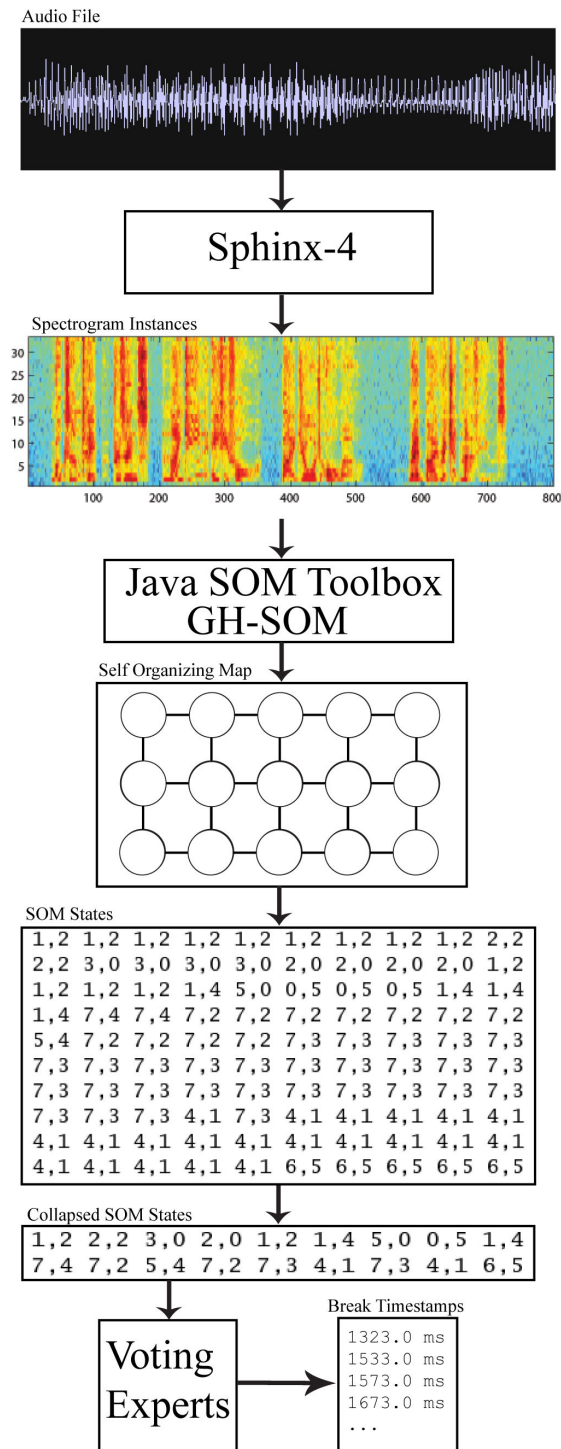 Audio File
Sphinx-4
Spectrogram Instances
30
25
20
15
10
5
100 200 300 400 500 600 700 800
Java SOM Toolbox
GH-SOM
Self Organizing Map
SOM States
1,2 1,2 1,2 1,2 1,2 1,2 1,2 1,2 1,2 2,2
2,2 3,0 3,0 3,0 3,0 2,0 2,0 2,0 2,0 1,2
1,2 1,2 1,2 1,4 5,0 0,5 0,5 0,5 1,4 1,4
1,4 7,4 7,4 7,2 7,2 7,2 7,2 7,2 7,2 7,2
5,4 7,2 7,2 7,2 7,2 7,3 7,3 7,3 7,3 7,3
7,3 7,3 7,3 7,3 7,3 7,3 7,3 7,3 7,3 7,3
7,3 7,3 7,3 7,3 7,3 7,3 7,3 7,3 7,3 7,3
7,3 7,3 7,3 4,1 7,3 4,1 4,1 4,1 4,1 4,1
4,1 4,1 4,1 4,1 4,1 4,1 4,1 4,1 4,1 4,1
4,1 4,1 4,1 4,1 4,1 6,5 6,5 6,5 6,5 6,5
Collapsed SOM States
1,2 2,2 3,0 2,0 1,2 1,4 5,0 0,5 1,4
7,4 7,2 5,4 7,2 7,3 4,1 7,3 4,1 6,5
Voting
Experts
Break Timestamps
1323.0 ms
1533.0 ms
1573.0 ms
1673.0 ms
...